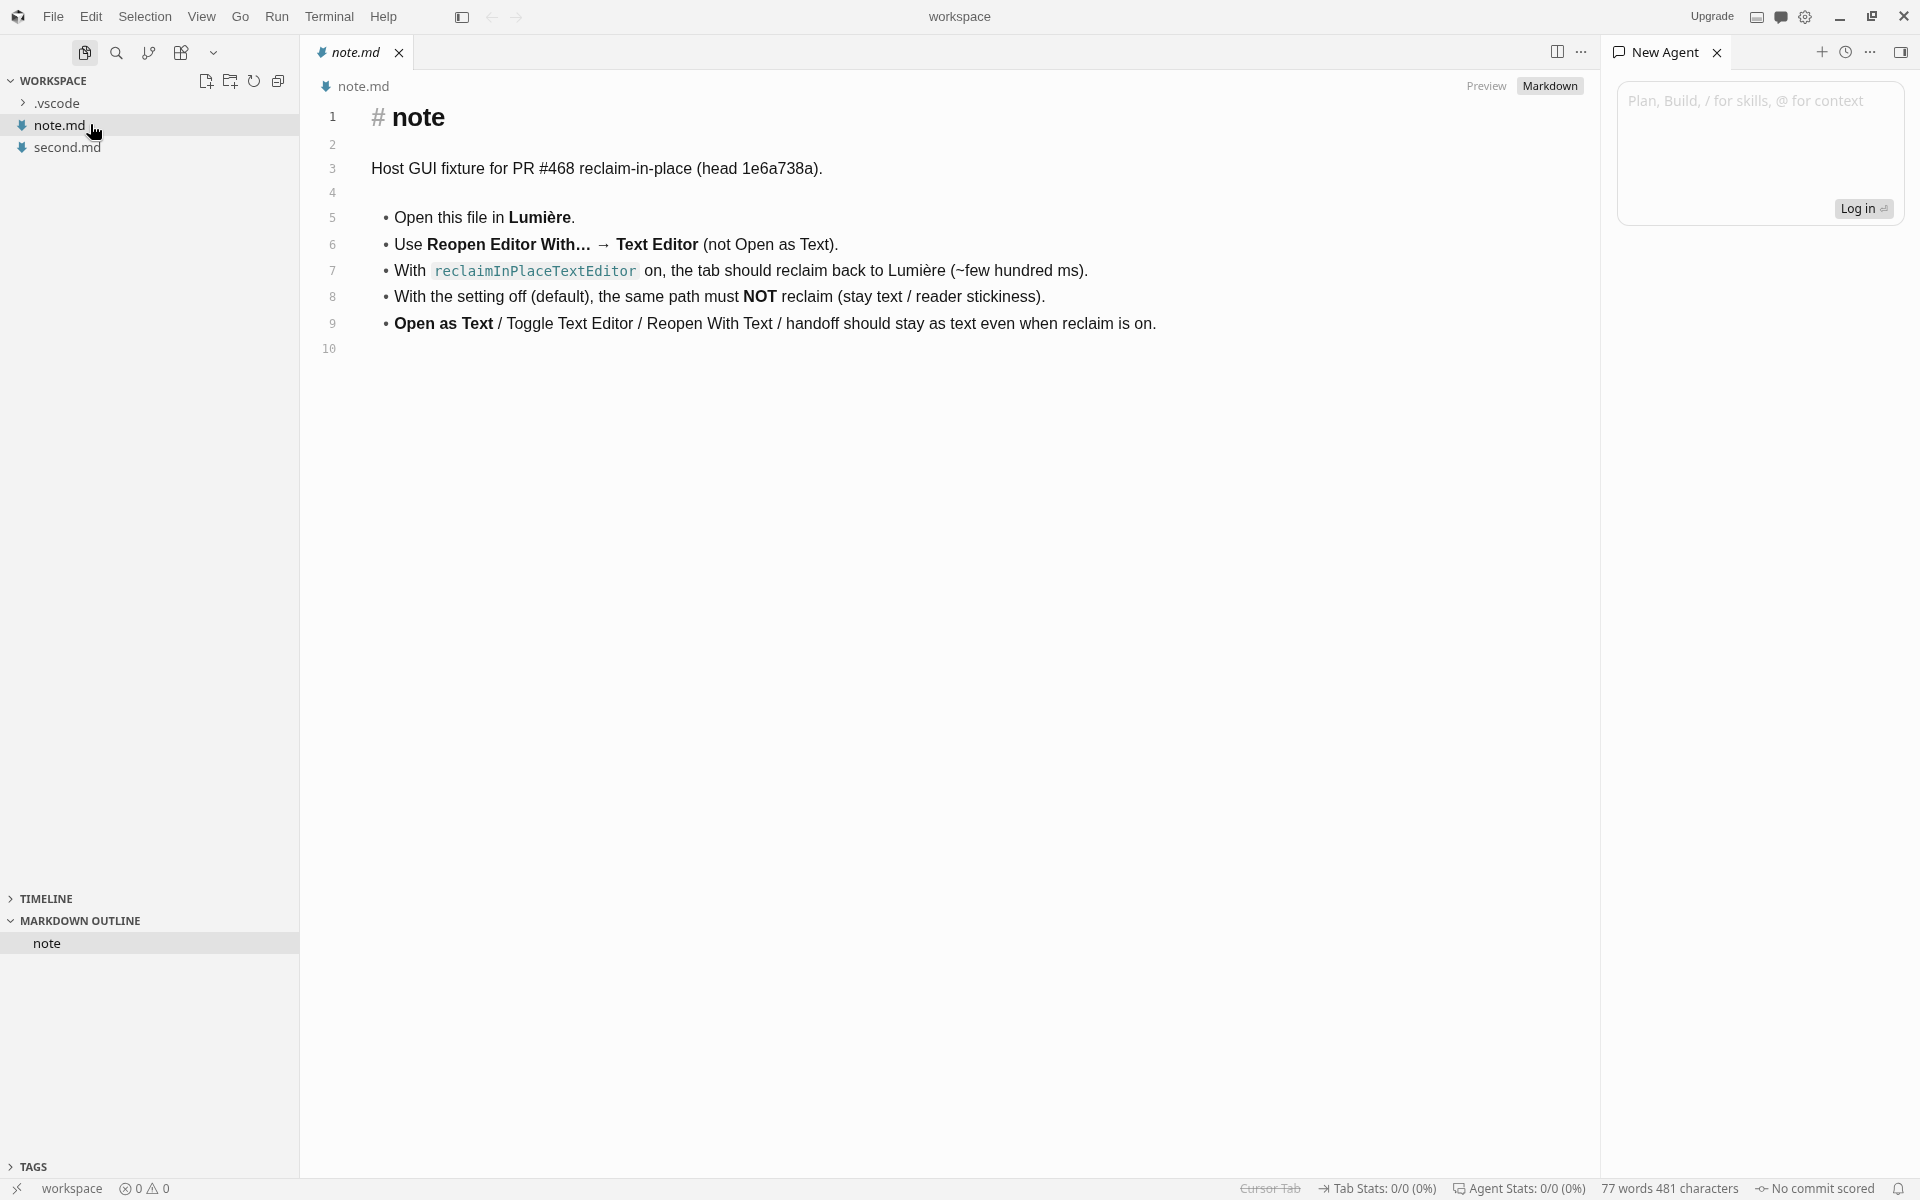 File Edit Selection View Go Run Terminal Help
workspace
Upgrade
WORKSPACE
.vscode
note.md
second.md
TIMELINE
MARKDOWN OUTLINE
note
TAGS
note.md
note.md
Preview Markdown
1 # note
2
3 Host GUI fixture for PR #468 reclaim-in-place (head 1e6a738a).
4
5 • Open this file in Lumière.
6 • Use Reopen Editor With… → Text Editor (not Open as Text).
7 • With reclaimInPlaceTextEditor on, the tab should reclaim back to Lumière (~few hundred ms).
8 • With the setting off (default), the same path must NOT reclaim (stay text / reader stickiness).
9 • Open as Text / Toggle Text Editor / Reopen With Text / handoff should stay as text even when reclaim is on.
10
New Agent
Plan, Build, / for skills, @ for context
Log in ⏎
workspace 0 0 Cursor Tab Tab Stats: 0/0 (0%) Agent Stats: 0/0 (0%) 77 words 481 characters No commit scored